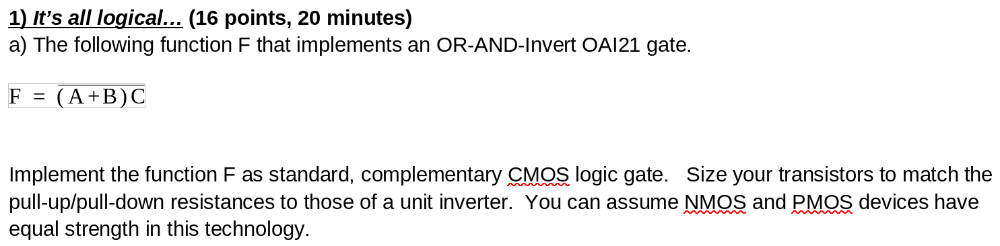 1) It’s all logical… (16 points, 20 minutes)
a) The following function F that implements an OR-AND-Invert OAI21 gate.
F = \overline{(A+B)C}
Implement the function F as standard, complementary CMOS logic gate.   Size your transistors to match the
pull-up/pull-down resistances to those of a unit inverter.  You can assume NMOS and PMOS devices have
equal strength in this technology.